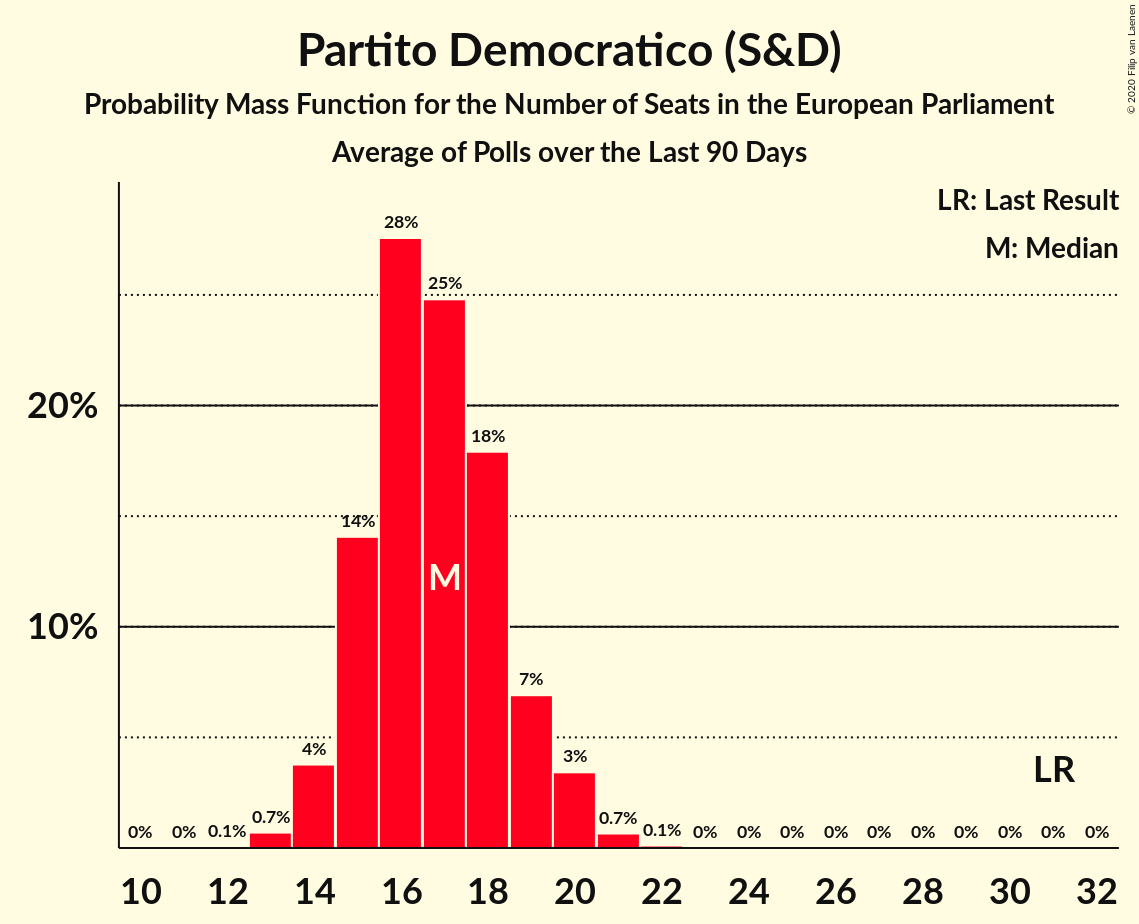 Partito Democratico (S&D)
Probability Mass Function for the Number of Seats in the European Parliament
Average of Polls over the Last 90 Days
© 2020 Filip van Laenen
LR: Last Result
M: Median
28%
25%
20%
18%
14%
M
10%
7%
4%
3%
LR
0% 0% 0.1% 0.7% 0.7% 0.1% 0% 0% 0% 0% 0% 0% 0% 0% 0% 0%
10 12 14 16 18 20 22 24 26 28 30 32